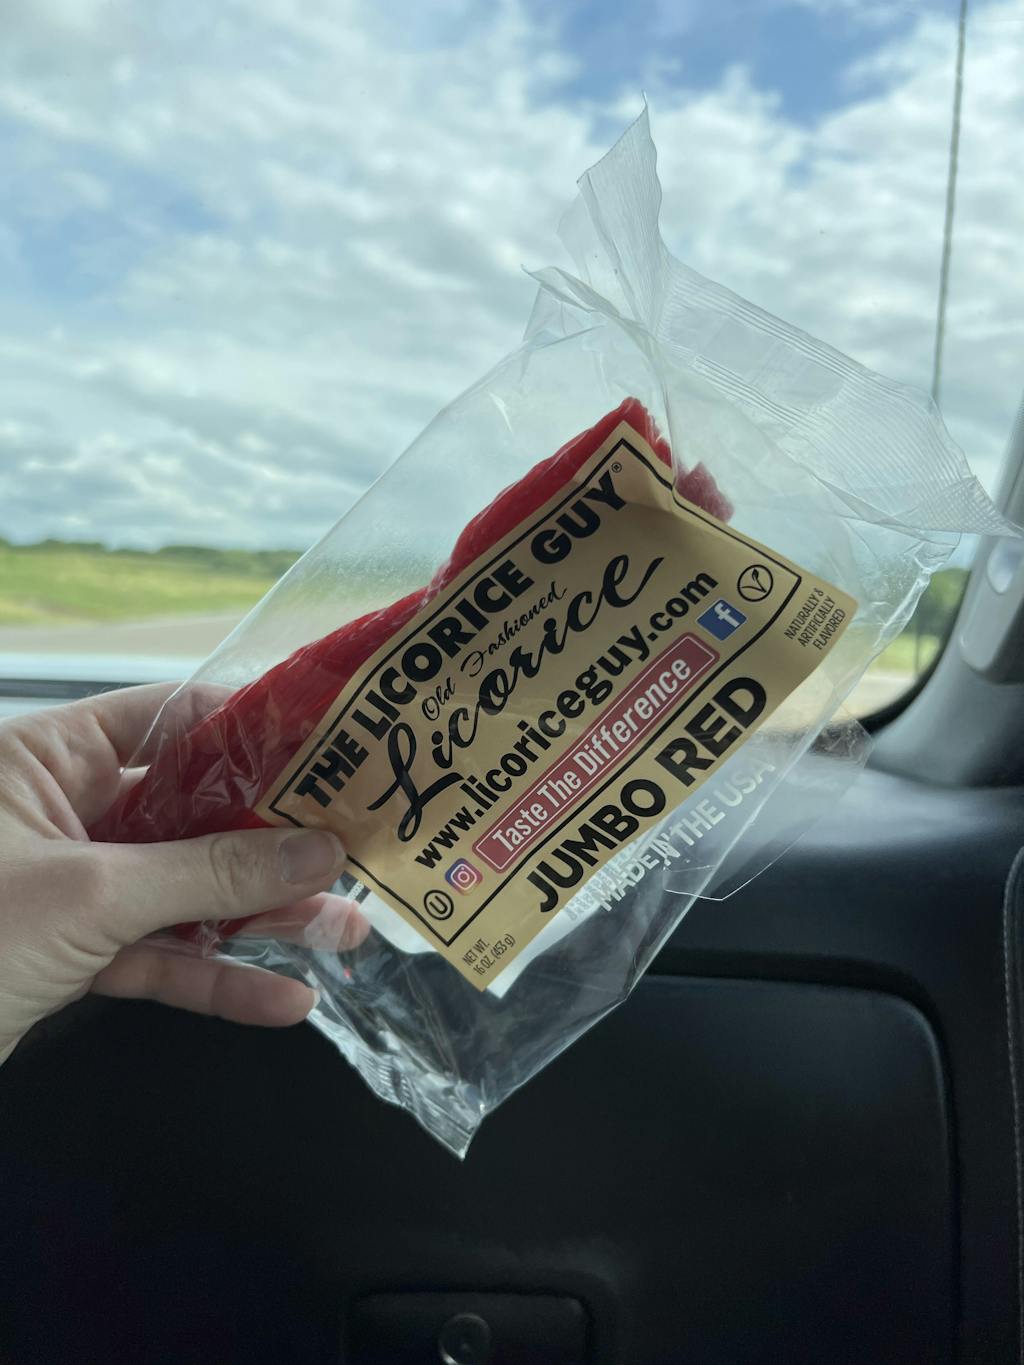 THE LICORICE GUY®
Old Fashioned
Licorice
www.licoriceguy.com
Taste The Difference
JUMBO RED
NET WT.
16 OZ. (453 g)
NATURALLY &
ARTIFICIALLY
FLAVORED
U
V
f
MADE IN THE USA